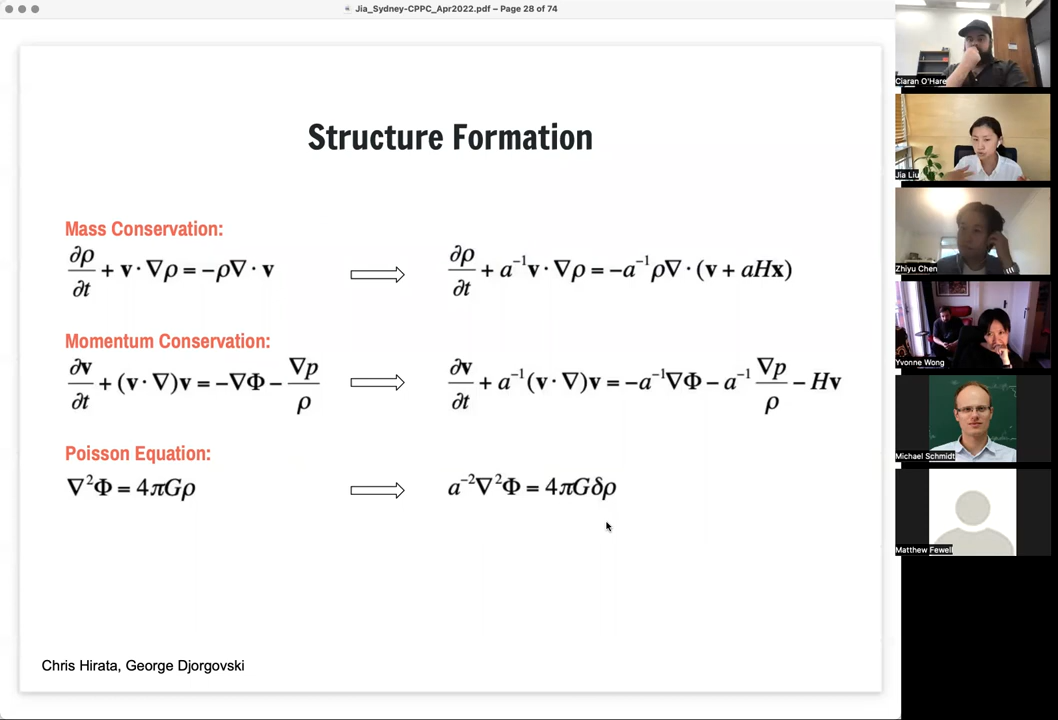 Jia_Sydney-CPPC_Apr2022.pdf – Page 28 of 74
Structure Formation
Mass Conservation:
∂ρ/∂t + v · ∇ρ = −ρ∇ · v ⇒ ∂ρ/∂t + a⁻¹v · ∇ρ = −a⁻¹ρ∇ · (v + aHx)
Momentum Conservation:
∂v/∂t + (v · ∇)v = −∇Φ − ∇p/ρ ⇒ ∂v/∂t + a⁻¹(v · ∇)v = −a⁻¹∇Φ − a⁻¹ ∇p/ρ − Hv
Poisson Equation:
∇²Φ = 4πGρ ⇒ a⁻²∇²Φ = 4πGδρ
Chris Hirata, George Djorgovski
Ciaran O'Hare
Jia Liu
Zhiyu Chen
Yvonne Wong
Michael Schmidt
Matthew Fewell